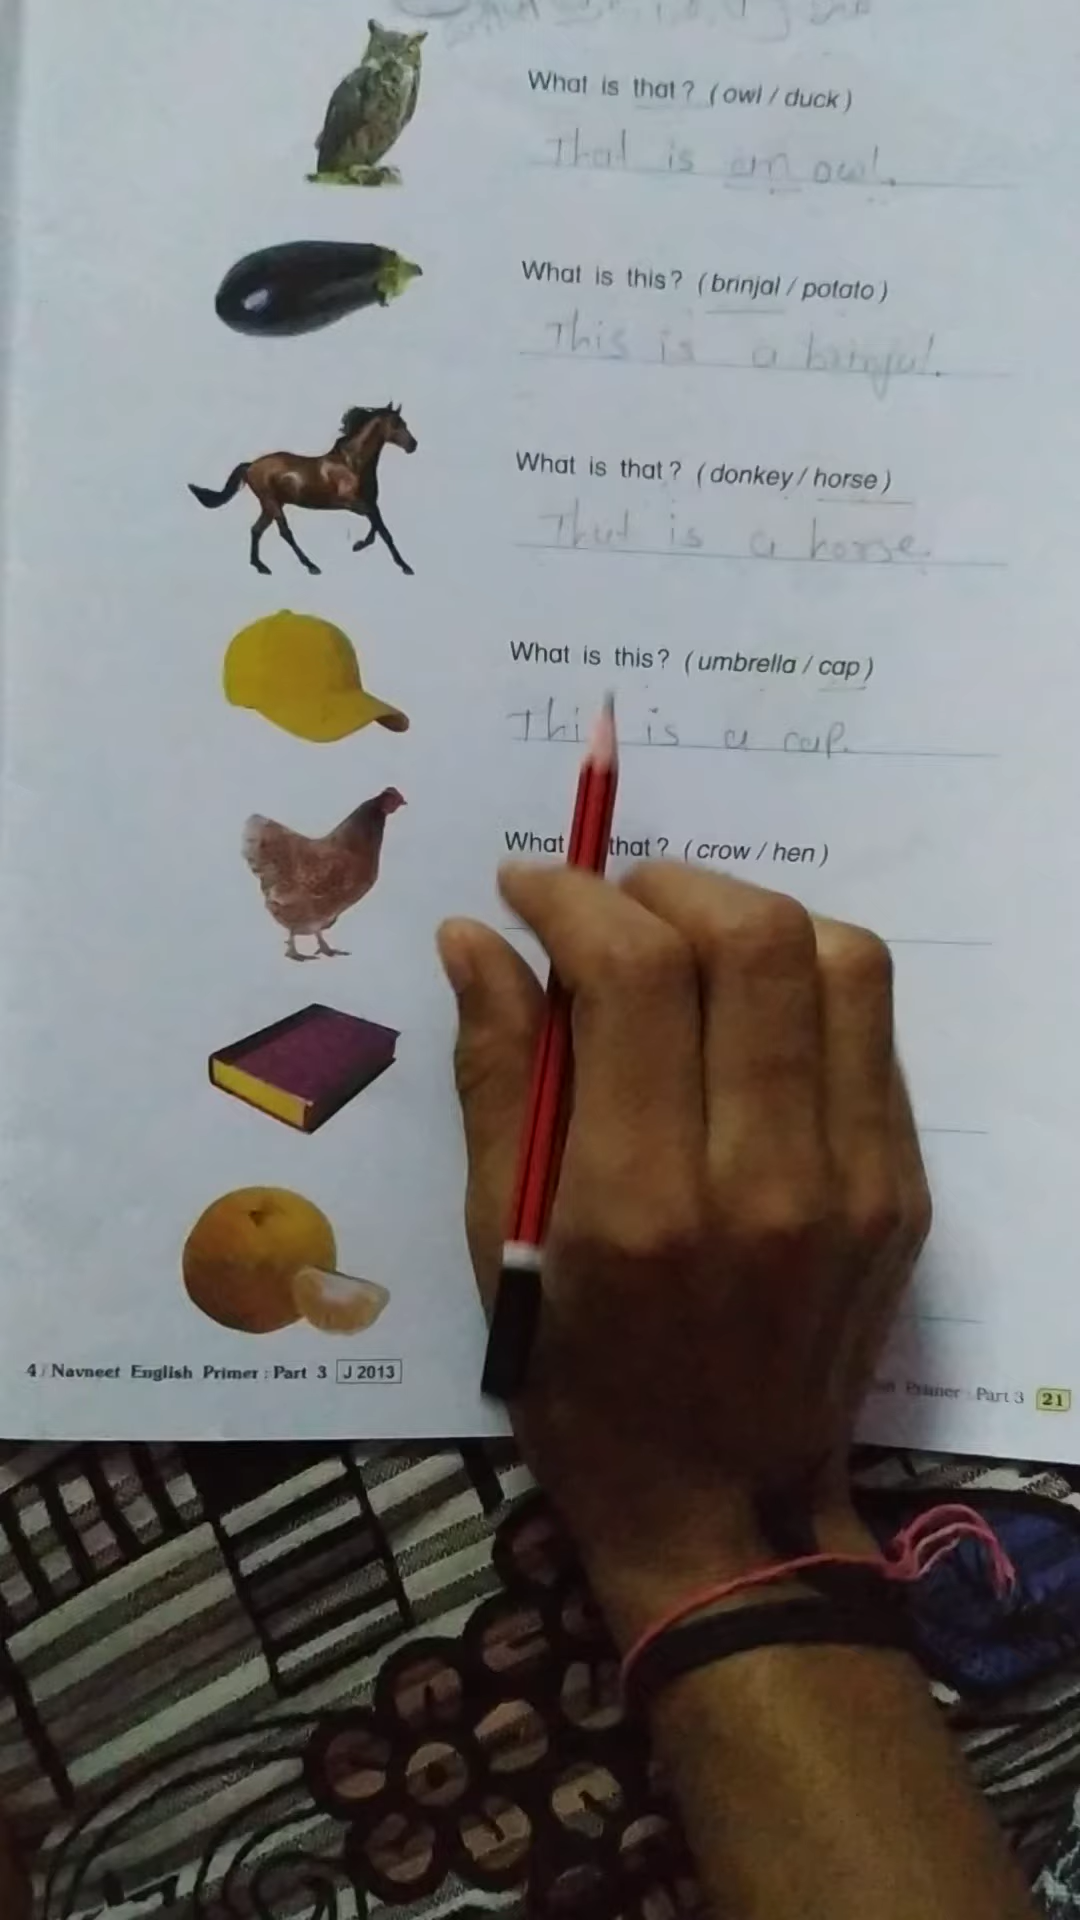 What is that? (owl / duck)
That is an owl.
What is this? (brinjal / potato)
This is a brinjal.
What is that? (donkey / horse)
That is a horse.
What is this? (umbrella / cap)
Thi is a cap.
What that? (crow / hen)
4 / Navneet English Primer : Part 3 J 2013
Primer : Part 3 21